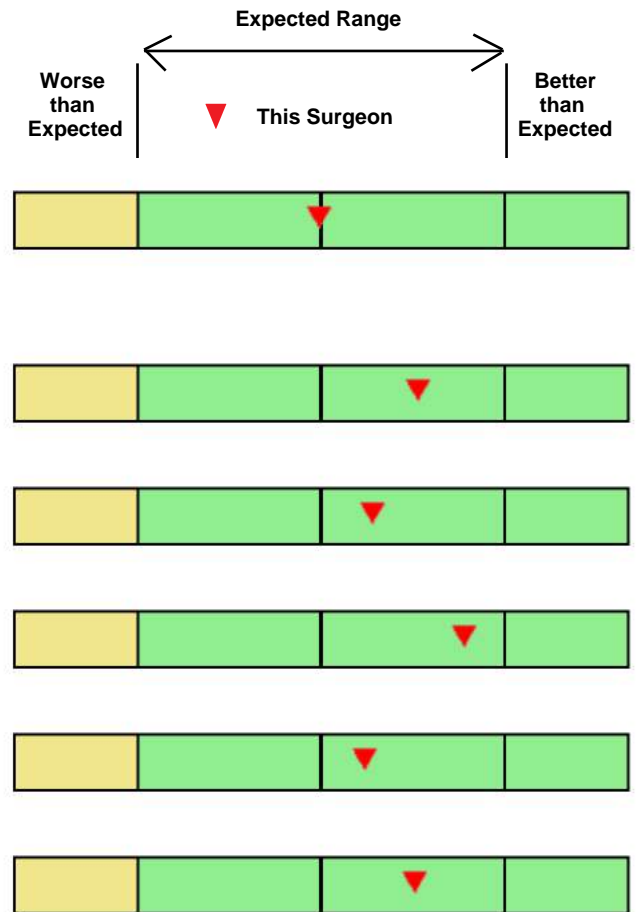 Expected Range
Worse
than
Expected
This Surgeon
Better
than
Expected